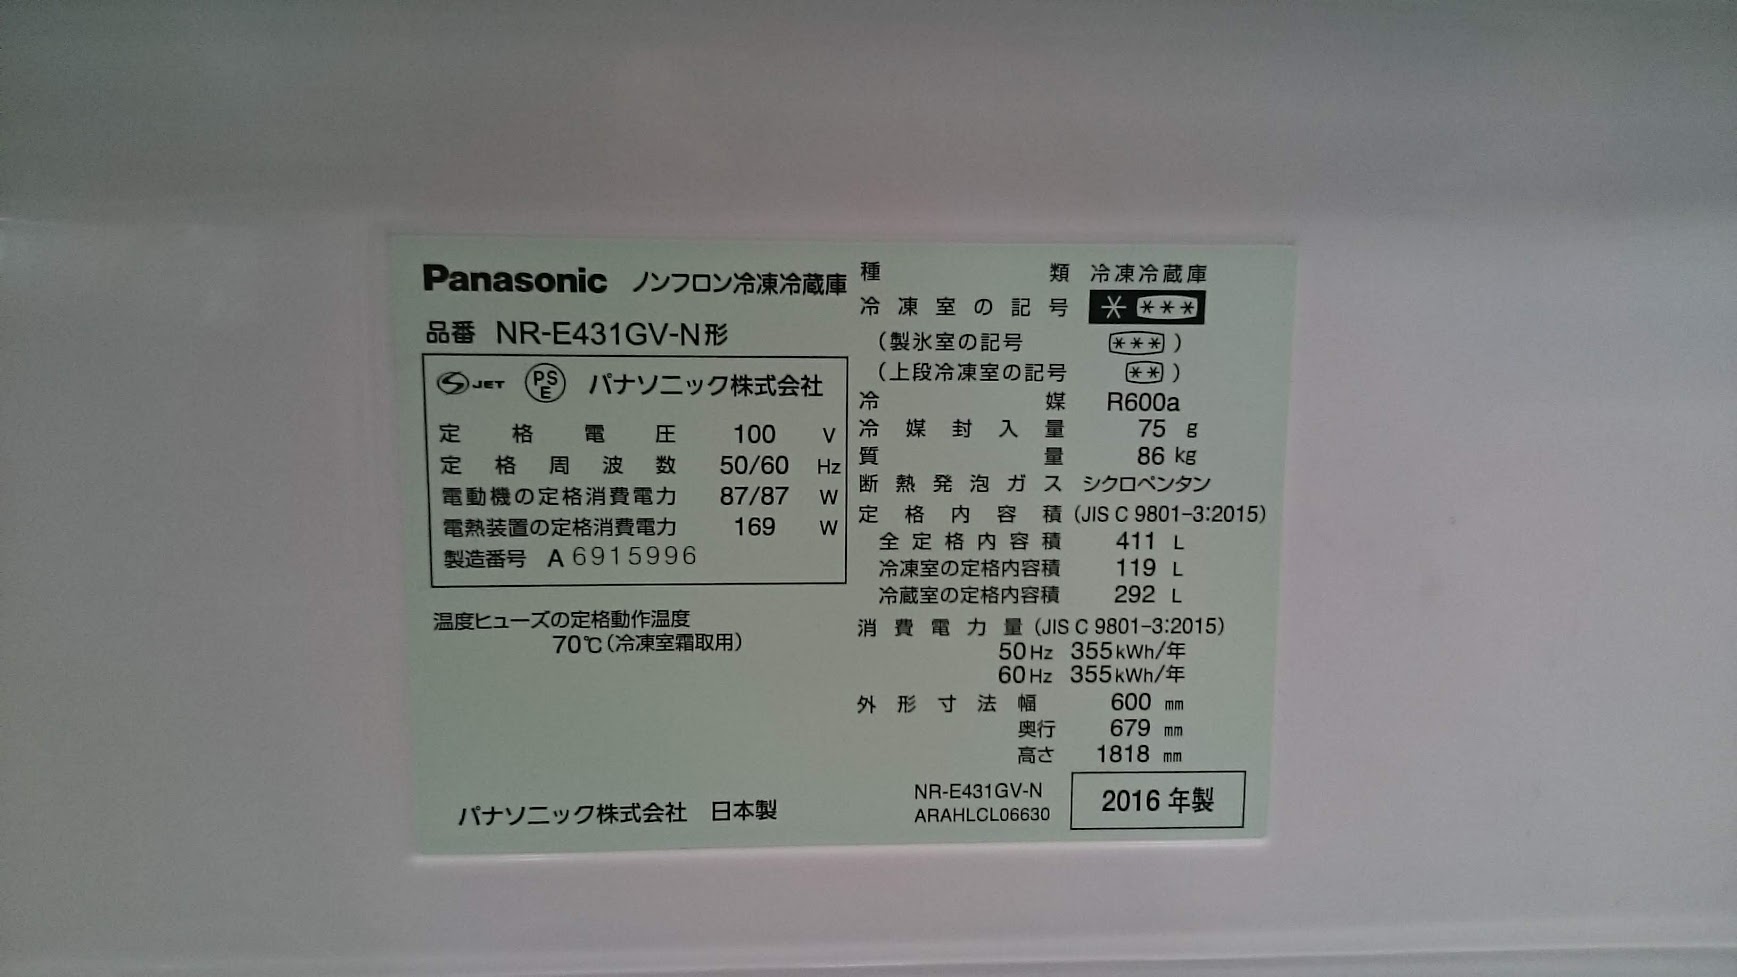 Panasonic ノンフロン冷凍冷蔵庫
品番 NR-E431GV-N形
S JET PSE パナソニック株式会社
定格電圧 100 V
定格周波数 50/60 Hz
電動機の定格消費電力 87/87 W
電熱装置の定格消費電力 169 W
製造番号 A 6915996
温度ヒューズの定格動作温度
70℃(冷凍室霜取用)
パナソニック株式会社 日本製
種類 冷凍冷蔵庫
冷凍室の記号 * ***
(製氷室の記号 ***)
(上段冷凍室の記号 **)
冷媒 R600a
冷媒封入量 75 g
質量 86 kg
断熱発泡ガス シクロペンタン
定格内容積 (JIS C 9801-3:2015)
全定格内容積 411 L
冷凍室の定格内容積 119 L
冷蔵室の定格内容積 292 L
消費電力量 (JIS C 9801-3:2015)
50Hz 355kWh/年
60Hz 355kWh/年
外形寸法幅 600 mm
奥行 679 mm
高さ 1818 mm
NR-E431GV-N
ARAHLCL06630
2016年製